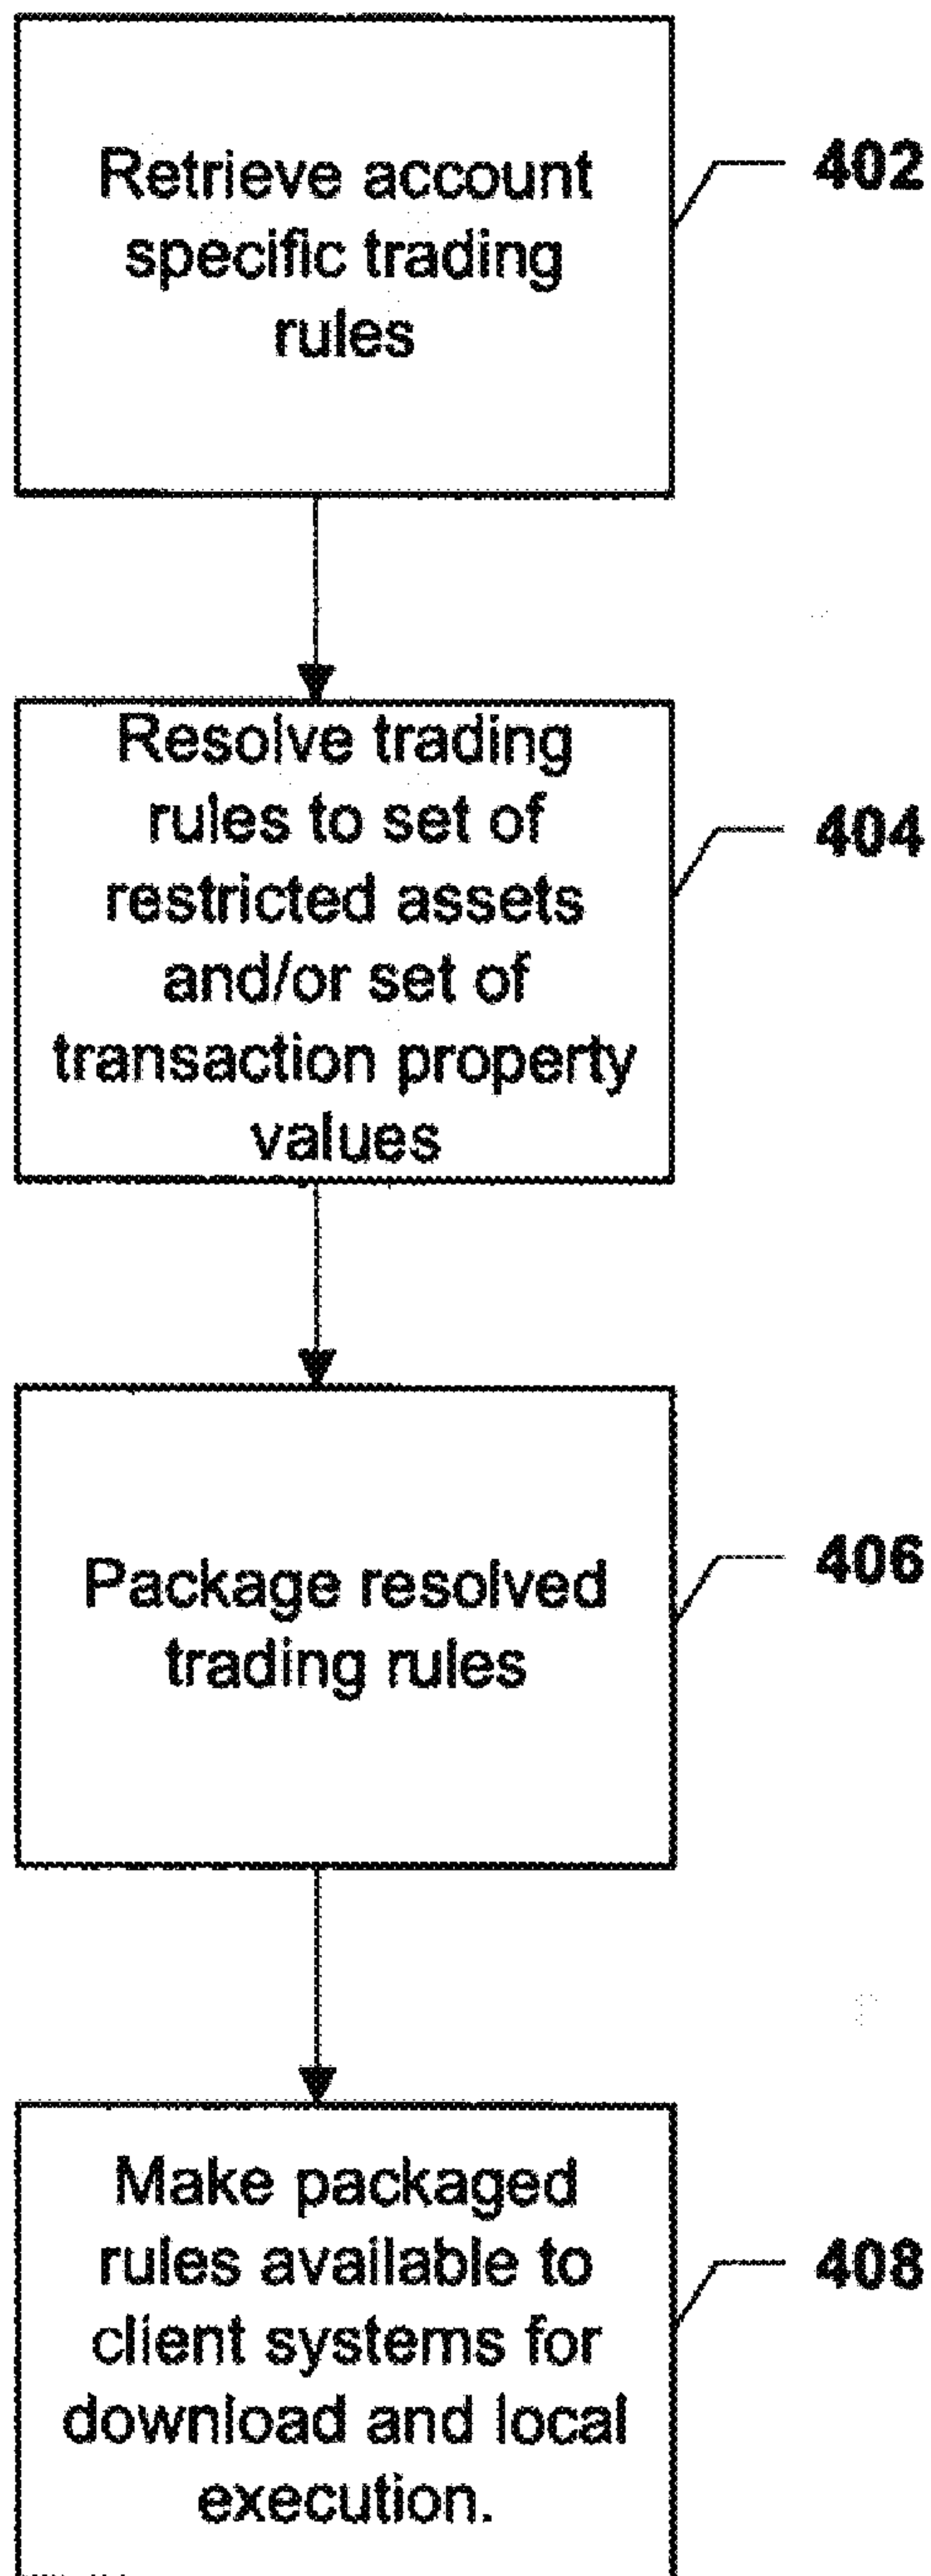 Retrieve account
specific trading
rules
402
Resolve trading
rules to set of
restricted assets
and/or set of
transaction property
values
404
Package resolved
trading rules
406
Make packaged
rules available to
client systems for
download and local
execution.
408